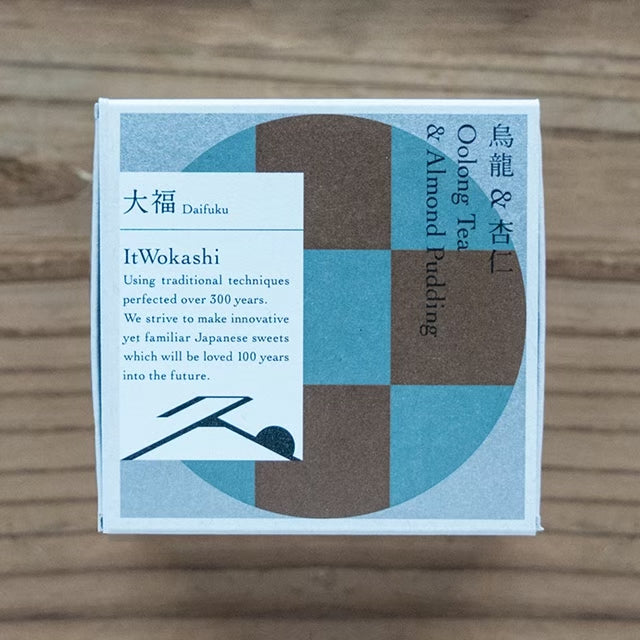 烏龍 & 杏仁
Oolong Tea
& Almond Pudding
大福 Daifuku
ItWokashi
Using traditional techniques
perfected over 300 years.
We strive to make innovative
yet familiar Japanese sweets
which will be loved 100 years
into the future.